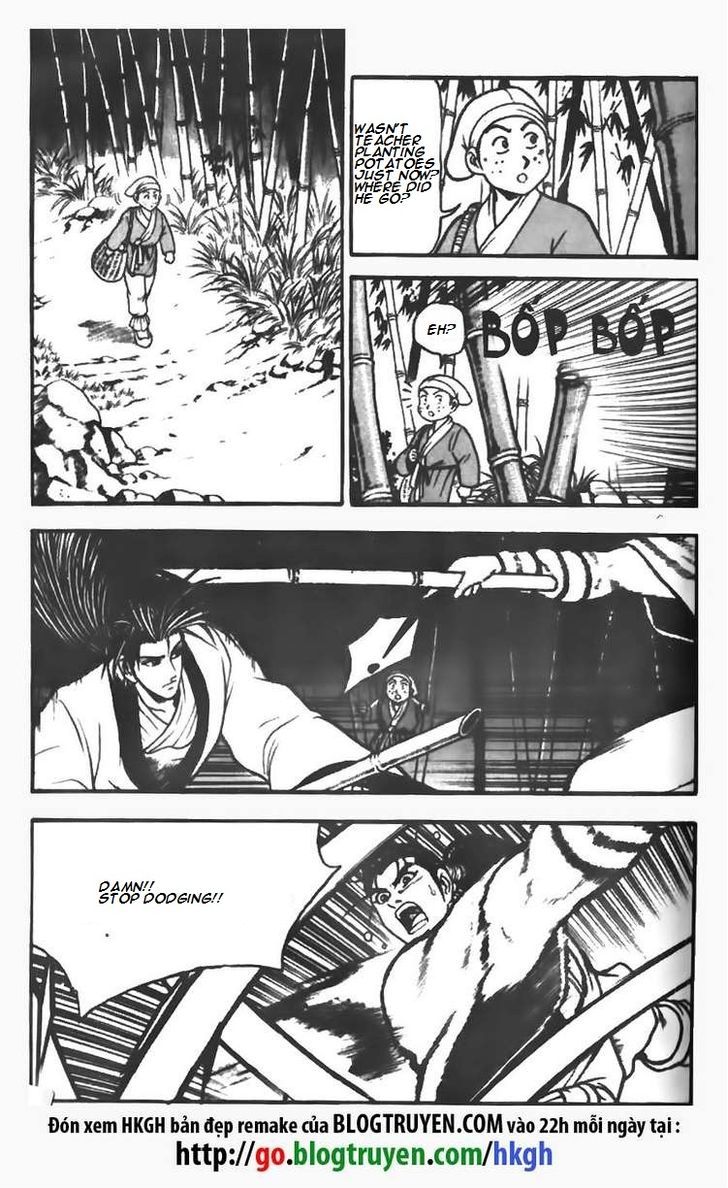 WASN'T
TEACHER
PLANTING
POTATOES
JUST NOW?
WHERE DID
HE GO?
EH?
BỐP BỐP
DAMN!!
STOP DODGING!!
Đón xem HKGH bản đẹp remake của BLOGTRUYEN.COM vào 22h mỗi ngày tại :
http://go.blogtruyen.com/hkgh